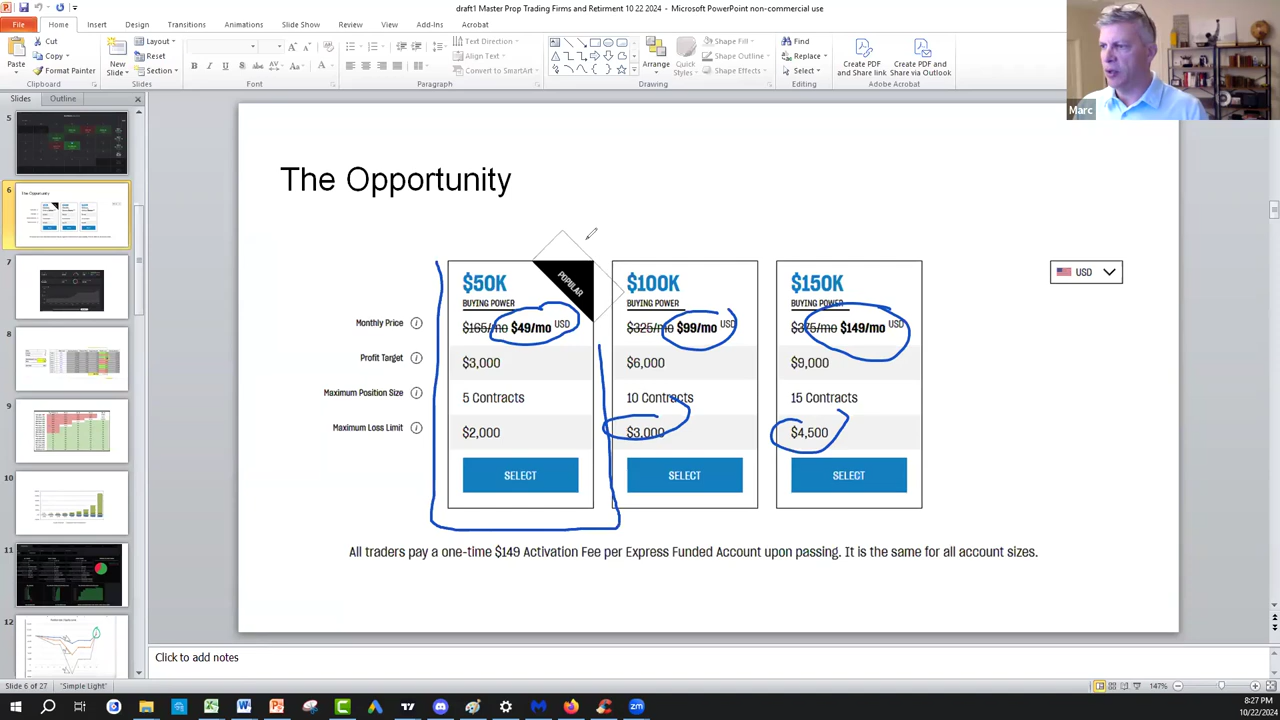 draft1 Master Prop Trading Firms and Retirment 10 22 2024 - Microsoft PowerPoint non-commercial use
File Home Insert Design Transitions Animations Slide Show Review View Add-Ins Acrobat
Paste
Cut
Copy
Format Painter
Clipboard
New Slide
Layout
Reset
Section
Slides
Font
Text Direction
Align Text
Convert to SmartArt
Paragraph
Arrange
Quick Styles
Shape Fill
Shape Outline
Shape Effects
Drawing
Find
Replace
Select
Editing
Create PDF and Share link
Create PDF and Share via Outlook
Adobe Acrobat
Marc
Slides Outline
5
6
7
8
9
10
11
12
The Opportunity
POPULAR
$50K
BUYING POWER
$100K
BUYING POWER
$150K
BUYING POWER
USD
Monthly Price $165/mo $49/mo USD $325/mo $99/mo USD $375/mo $149/mo USD
Profit Target $3,000 $6,000 $9,000
Maximum Position Size 5 Contracts 10 Contracts 15 Contracts
Maximum Loss Limit $2,000 $3,000 $4,500
SELECT SELECT SELECT
All traders pay a one-time $149 Activation Fee per Express Funded Account upon passing. It is the same for all account sizes.
Click to add notes
Slide 6 of 27 "Simple Light" 147%
8:27 PM
10/22/2024